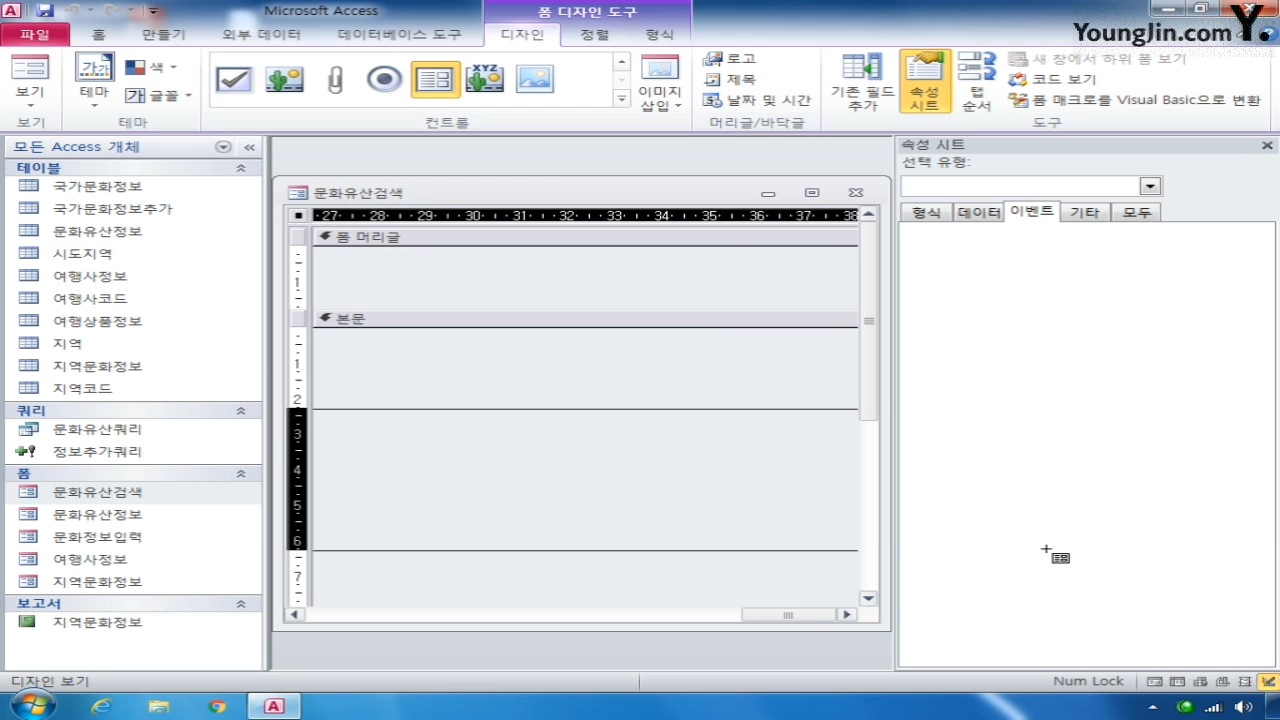 Microsoft Access
폼 디자인 도구
파일 홈 만들기 외부 데이터 데이터베이스 도구 디자인 정렬 형식
YoungJin.com Y.
보기
가가
테마
색
가 글꼴
XYZ
이미지
삽입
로고
제목
날짜 및 시간
기존 필드
추가
속성
시트
탭
순서
새 창에서 하위 폼 보기
코드 보기
폼 매크로를 Visual Basic으로 변환
보기 테마 컨트롤 머리글/바닥글 도구
모든 Access 개체
테이블
국가문화정보
국가문화정보추가
문화유산정보
시도지역
여행사정보
여행사코드
여행상품정보
지역
지역문화정보
지역코드
쿼리
문화유산쿼리
정보추가쿼리
폼
문화유산검색
문화유산정보
문화정보입력
여행사정보
지역문화정보
보고서
지역문화정보
문화유산검색
27 28 29 30 31 32 33 34 35 36 37 38
폼 머리글
1
본문
1
2
3
4
5
6
7
속성 시트
선택 유형:
형식 데이터 이벤트 기타 모두
디자인 보기
Num Lock